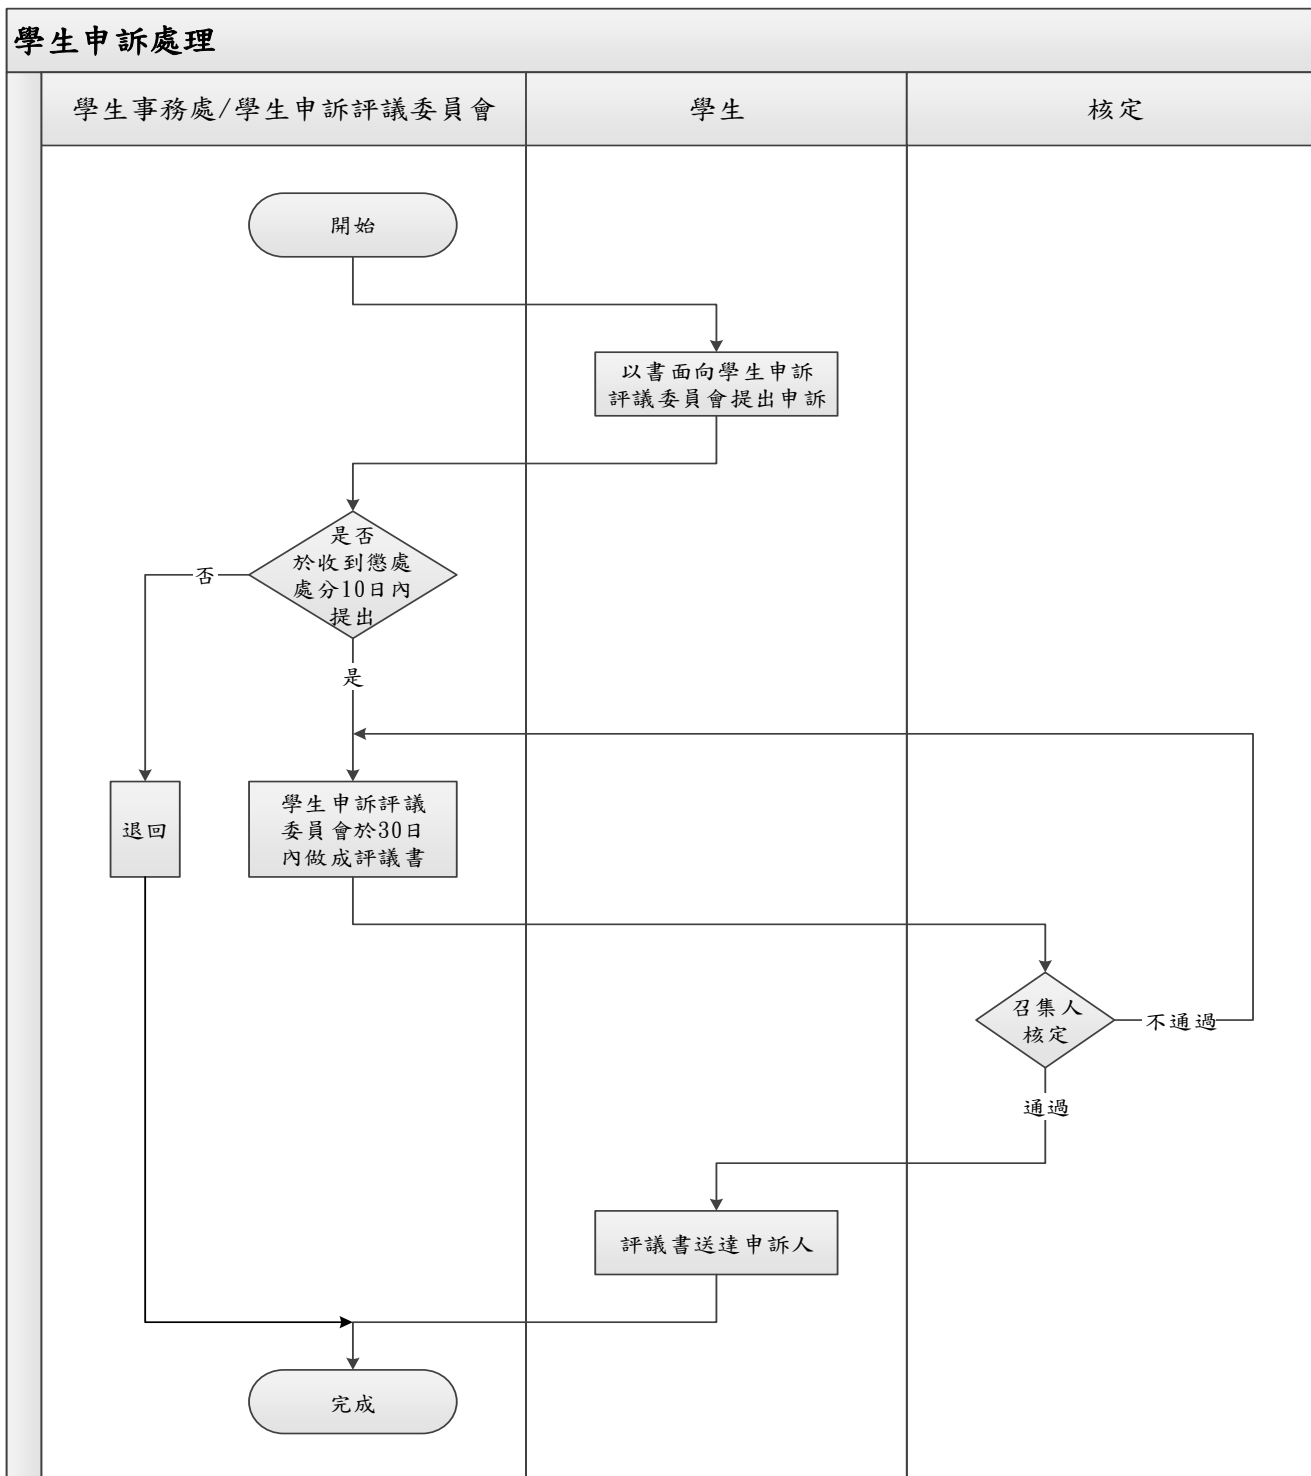 學生申訴處理
學生事務處/學生申訴評議委員會
學生
核定
開始
以書面向學生申訴
評議委員會提出申訴
是否
於收到懲處
處分10日內
提出
否
是
退回
學生申訴評議
委員會於30日
內做成評議書
召集人
核定
不通過
通過
評議書送達申訴人
完成